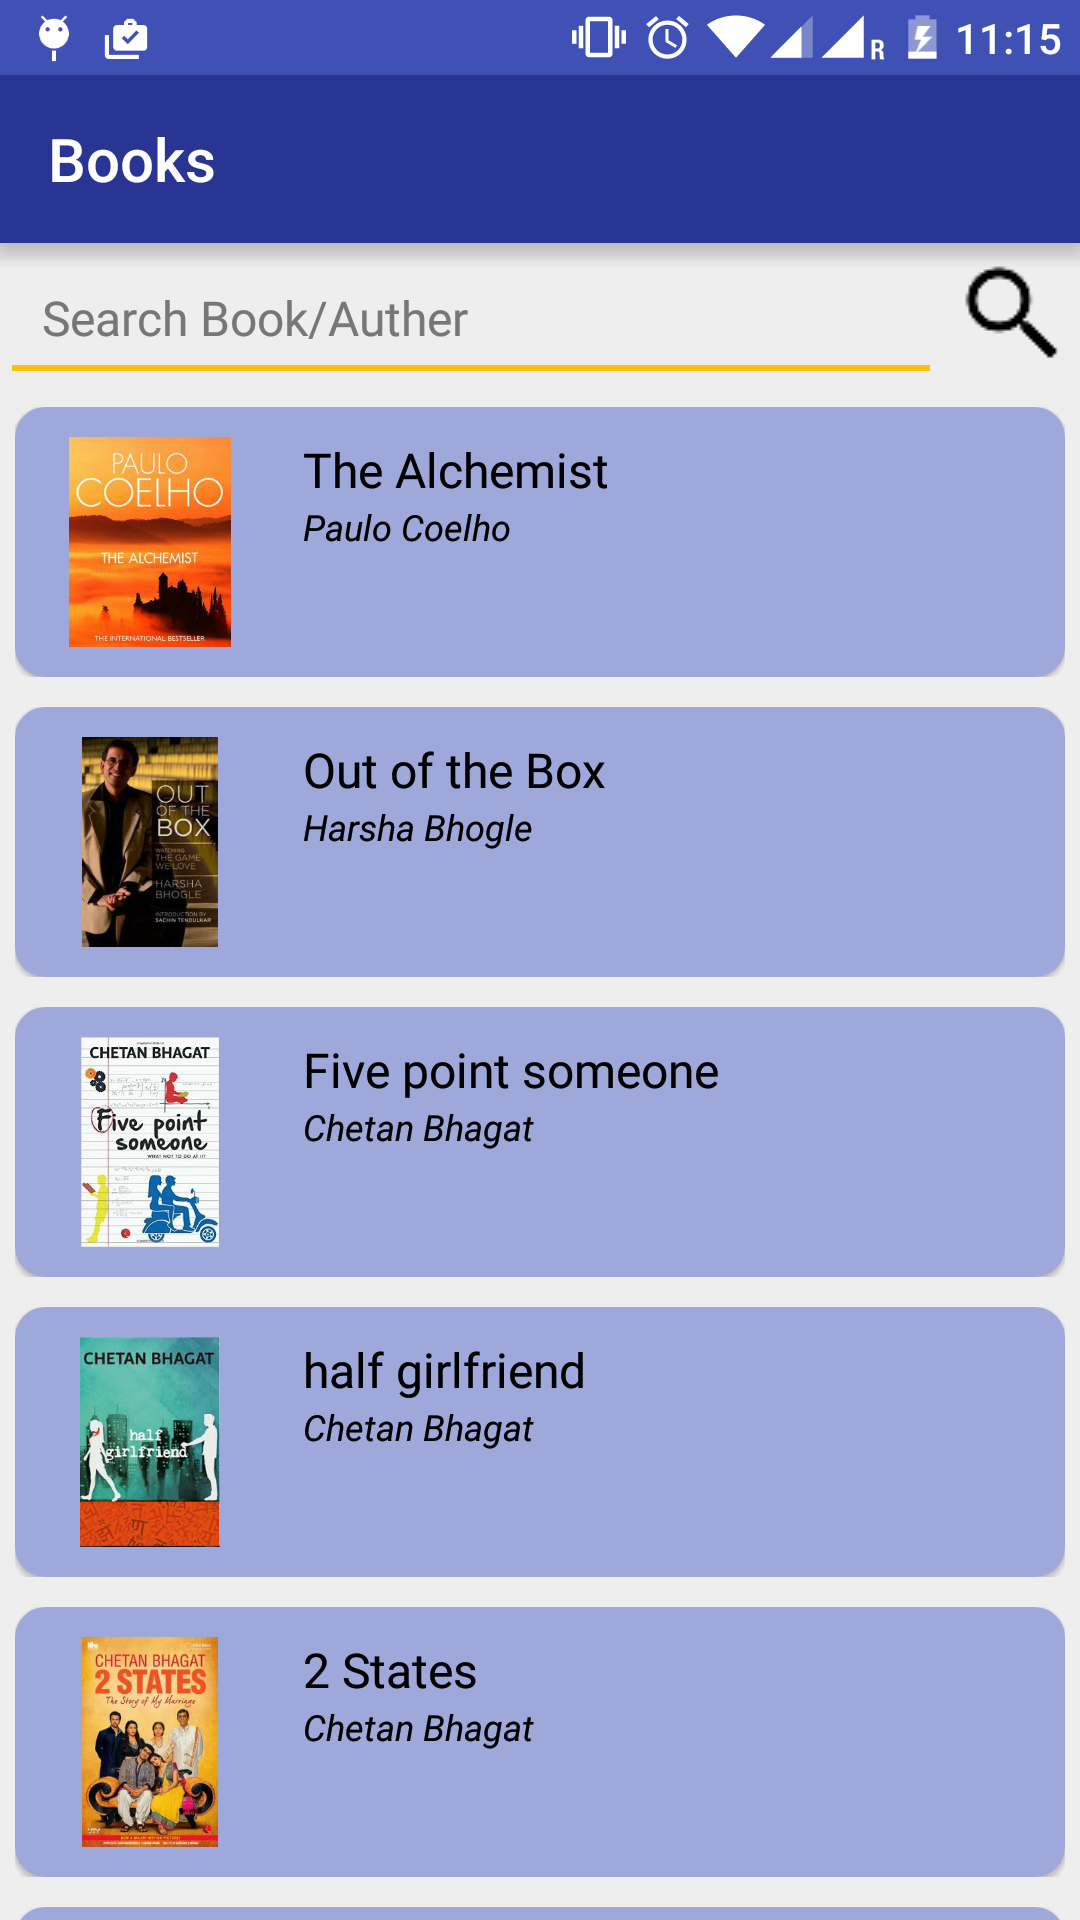 R 11:15
Books
Search Book/Auther
PAULO
COELHO
THE ALCHEMIST
THE INTERNATIONAL BESTSELLER
The Alchemist
Paulo Coelho
OUT
OF THE
BOX
WATCHING
THE GAME
WE LOVE
HARSHA
BHOGLE
INTRODUCTION BY
SACHIN TENDULKAR
Out of the Box
Harsha Bhogle
CHETAN BHAGAT
Five point
someone
WHAT NOT TO DO AT IIT
Five point someone
Chetan Bhagat
CHETAN BHAGAT
half
girlfriend
half girlfriend
Chetan Bhagat
CHETAN BHAGAT
2 STATES
The Story of My Marriage
2 States
Chetan Bhagat